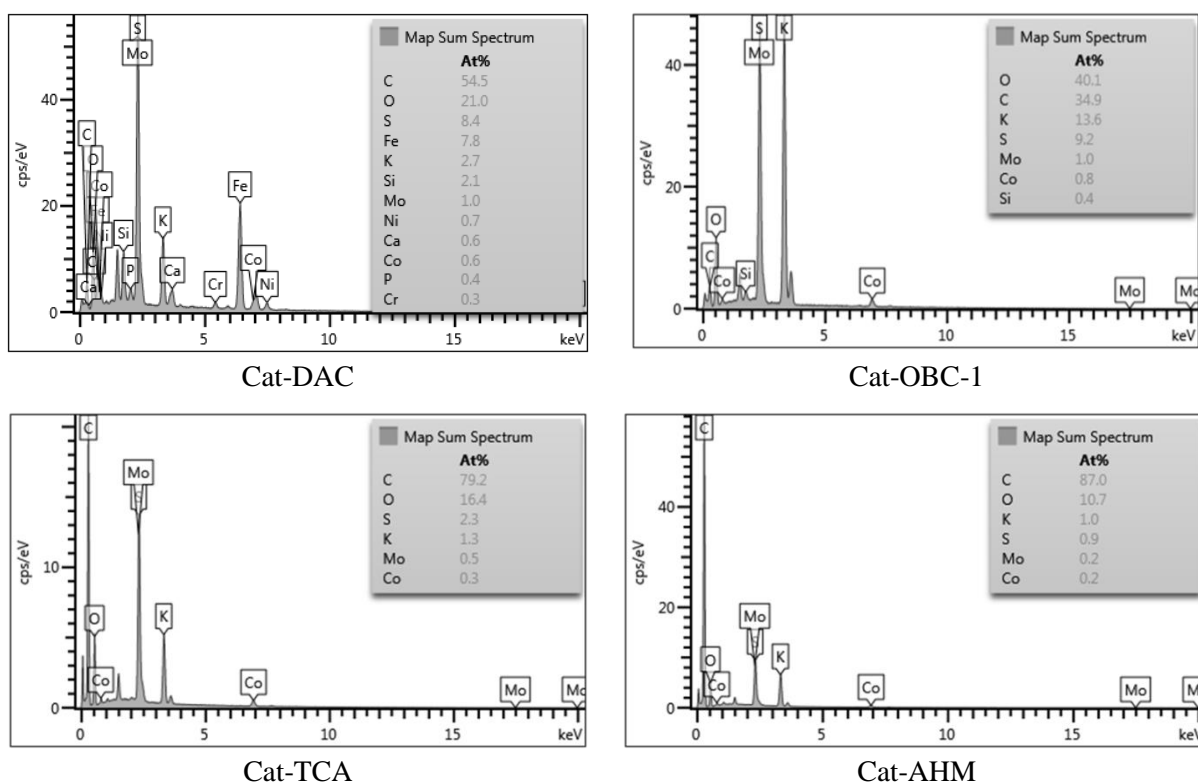 Map Sum Spectrum
At%
C 54.5
O 21.0
S 8.4
Fe 7.8
K 2.7
Si 2.1
Mo 1.0
Ni 0.7
Ca 0.6
Co 0.6
P 0.4
Cr 0.3
S
Mo
C
O
Co
Si
P
K
Ca
Cr
Fe
Co
Ni
C
Ca
cps/eV
40
20
0
0 5 10 15 keV
Cat-DAC
Map Sum Spectrum
At%
O 40.1
C 34.9
K 13.6
S 9.2
Mo 1.0
Co 0.8
Si 0.4
S K
Mo
O
C
Co
Si
Co
Mo
Mo
cps/eV
40
20
0
0 5 10 15 keV
Cat-OBC-1
Map Sum Spectrum
At%
C 79.2
O 16.4
S 2.3
K 1.3
Mo 0.5
Co 0.3
C
Mo
S
O
Co
K
Co
Mo
cps/eV
10
0
0 5 10 15 keV
Cat-TCA
Map Sum Spectrum
At%
C 87.0
O 10.7
K 1.0
S 0.9
Mo 0.2
Co 0.2
C
Mo
S
O
Co
K
Co
Mo
cps/eV
40
20
0
0 5 10 15 keV
Cat-AHM